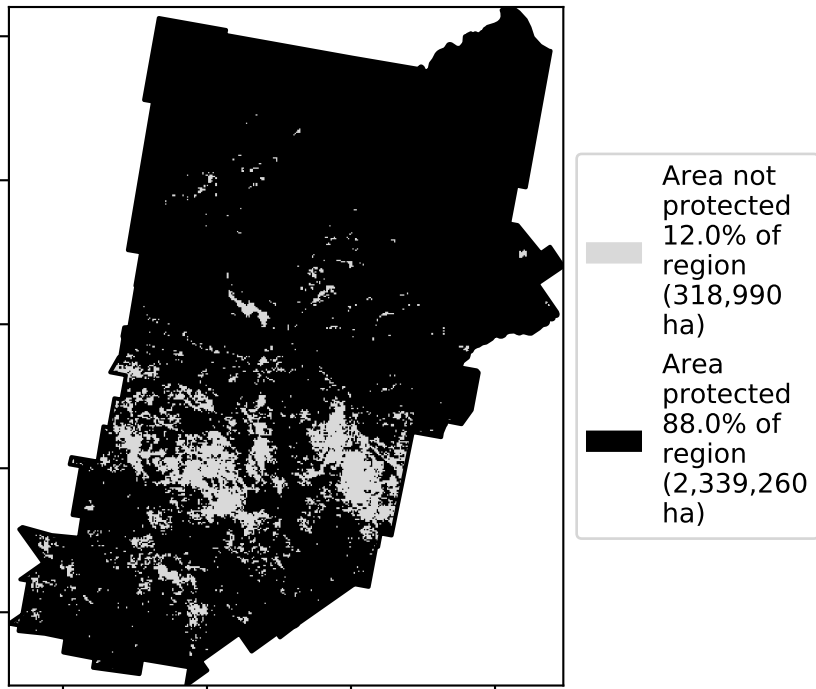 Area not
protected
12.0% of
region
(318,990
ha)
Area
protected
88.0% of
region
(2,339,260
ha)